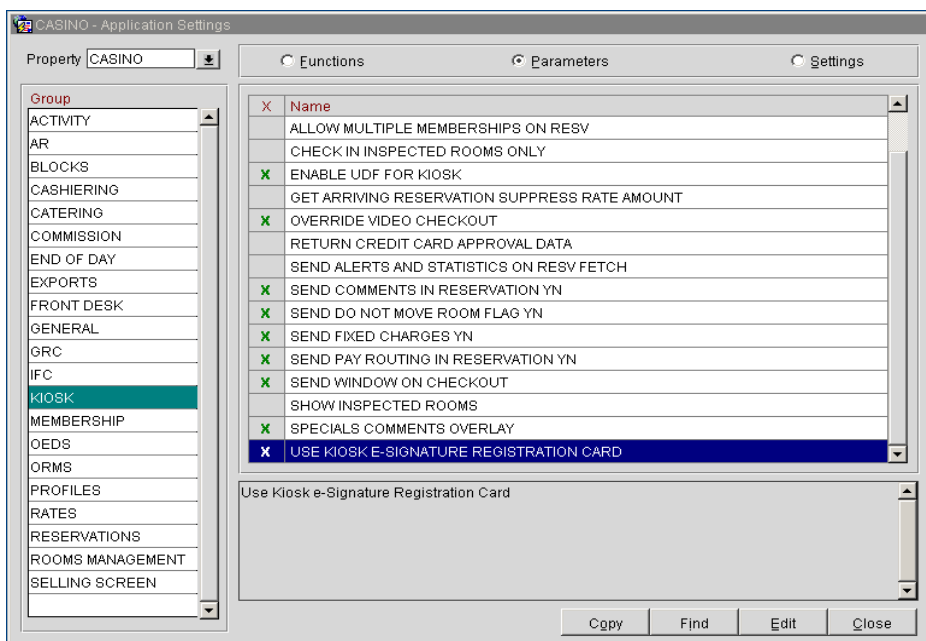 CASINO - Application Settings
Property CASINO
Functions Parameters Settings
Group
ACTIVITY
AR
BLOCKS
CASHIERING
CATERING
COMMISSION
END OF DAY
EXPORTS
FRONT DESK
GENERAL
GRC
IFC
KIOSK
MEMBERSHIP
OEDS
ORMS
PROFILES
RATES
RESERVATIONS
ROOMS MANAGEMENT
SELLING SCREEN
X Name
ALLOW MULTIPLE MEMBERSHIPS ON RESV
CHECK IN INSPECTED ROOMS ONLY
X ENABLE UDF FOR KIOSK
GET ARRIVING RESERVATION SUPPRESS RATE AMOUNT
X OVERRIDE VIDEO CHECKOUT
RETURN CREDIT CARD APPROVAL DATA
SEND ALERTS AND STATISTICS ON RESV FETCH
X SEND COMMENTS IN RESERVATION YN
X SEND DO NOT MOVE ROOM FLAG YN
X SEND FIXED CHARGES YN
X SEND PAY ROUTING IN RESERVATION YN
X SEND WINDOW ON CHECKOUT
SHOW INSPECTED ROOMS
X SPECIALS COMMENTS OVERLAY
X USE KIOSK E-SIGNATURE REGISTRATION CARD
Use Kiosk e-Signature Registration Card
Copy Find Edit Close